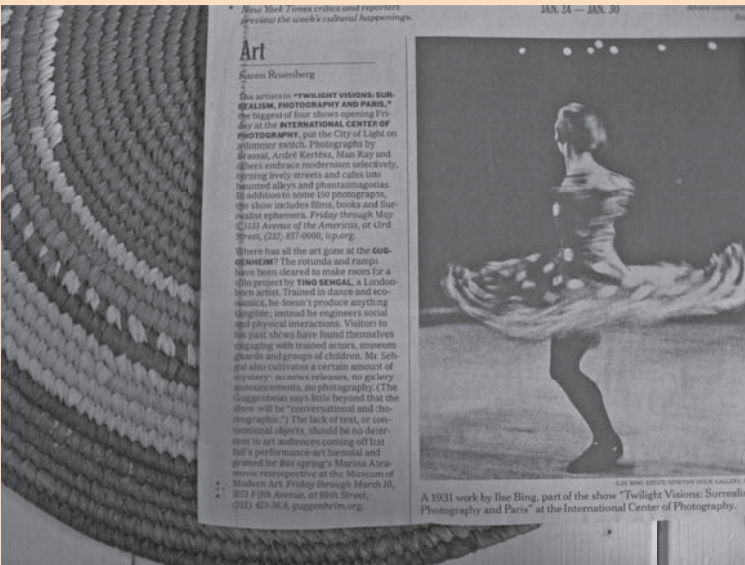 New York Times critics and reporters
preview the week's cultural happenings.
JAN. 24 — JAN. 30
Art
Karen Rosenberg
The artists in "TWILIGHT VISIONS: SUR-
REALISM, PHOTOGRAPHY AND PARIS,"
the biggest of four shows opening Fri-
day at the INTERNATIONAL CENTER OF
PHOTOGRAPHY, put the City of Light on
a dimmer switch. Photographs by
Brassaï, André Kertész, Man Ray and
others embrace modernism selectively,
turning lively streets and cafes into
haunted alleys and phantasmagorias.
In addition to some 150 photographs,
the show includes films, books and Sur-
realist ephemera. Friday through May
1133 Avenue of the Americas, at 43rd
Street, (212) 857-0000, icp.org.
Where has all the art gone at the GUG-
GENHEIM? The rotunda and ramps
have been cleared to make room for a
solo project by TINO SEHGAL, a London-
born artist. Trained in dance and eco-
nomics, he doesn't produce anything
tangible; instead he engineers social
and physical interactions. Visitors to
his past shows have found themselves
engaging with trained actors, museum
guards and groups of children. Mr. Seh-
gal also cultivates a certain amount of
mystery: no news releases, no gallery
announcements, no photography. (The
Guggenheim says little beyond that the
show will be "conversational and cho-
reographic.") The lack of text, or con-
ventional objects, should be no deter-
rent to art audiences coming off last
fall's performance-art biennial and
primed for this spring's Marina Abra-
movic retrospective at the Museum of
Modern Art. Friday through March 10,
1071 Fifth Avenue, at 89th Street,
(212) 423-3618, guggenheim.org.
ILSE BING ESTATE/EDWYNN HOUK GALLERY,
A 1931 work by Ilse Bing, part of the show "Twilight Visions:
Photography and Paris" at the International Center of Photography.